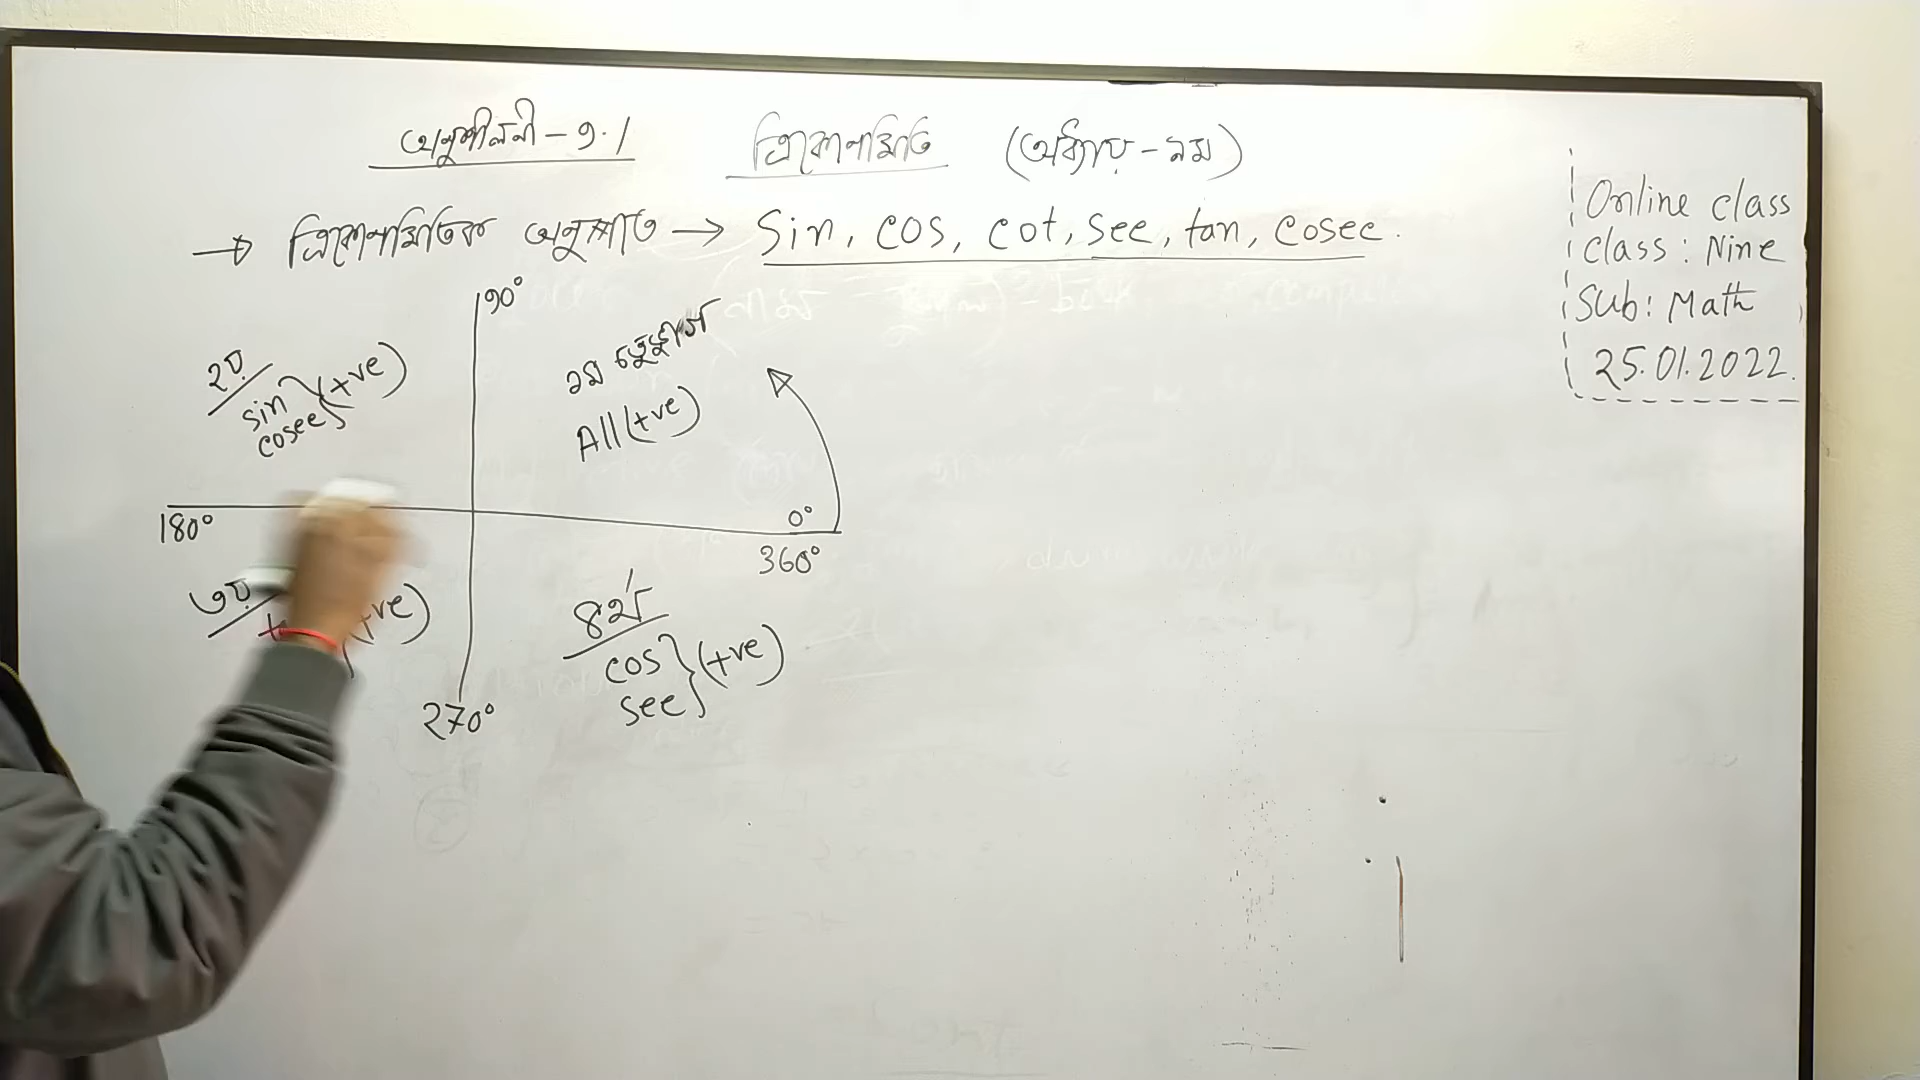 অনুশীলনী - ৯.১
ত্রিকোণমিতি (অধ্যায় - ৯ম)
→ ত্রিকোণমিতিক অনুপাত → Sin, cos, cot, sec, tan, cosec.
Online class
Class : Nine
Sub: Math
25.01.2022.
90°
২য়
sin
cosec } (+ve)
১ম চতুর্ভাগ
All (+ve)
180°
0°
360°
৩য়
(+ve)
৪র্থ
cos
sec } (+ve)
270°